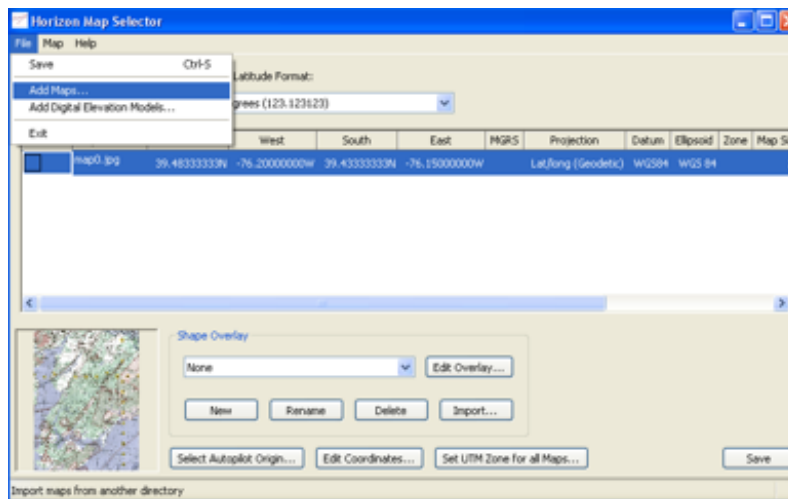 Horizon Map Selector
File Map Help
Save Ctrl-S
Add Maps...
Add Digital Elevation Models...
Exit
Latitude Format:
grees (123.123123)
West South East MGRS Projection Datum Ellipsoid Zone Map S
map0.jpg 39.48333333N -76.20000000W 39.43333333N -76.15000000W Lat/long (Geodetic) WGS84 WGS 84
Shape Overlay
None Edit Overlay...
New Rename Delete Import...
Select Autopilot Origin... Edit Coordinates... Set UTM Zone for all Maps... Save
Import maps from another directory